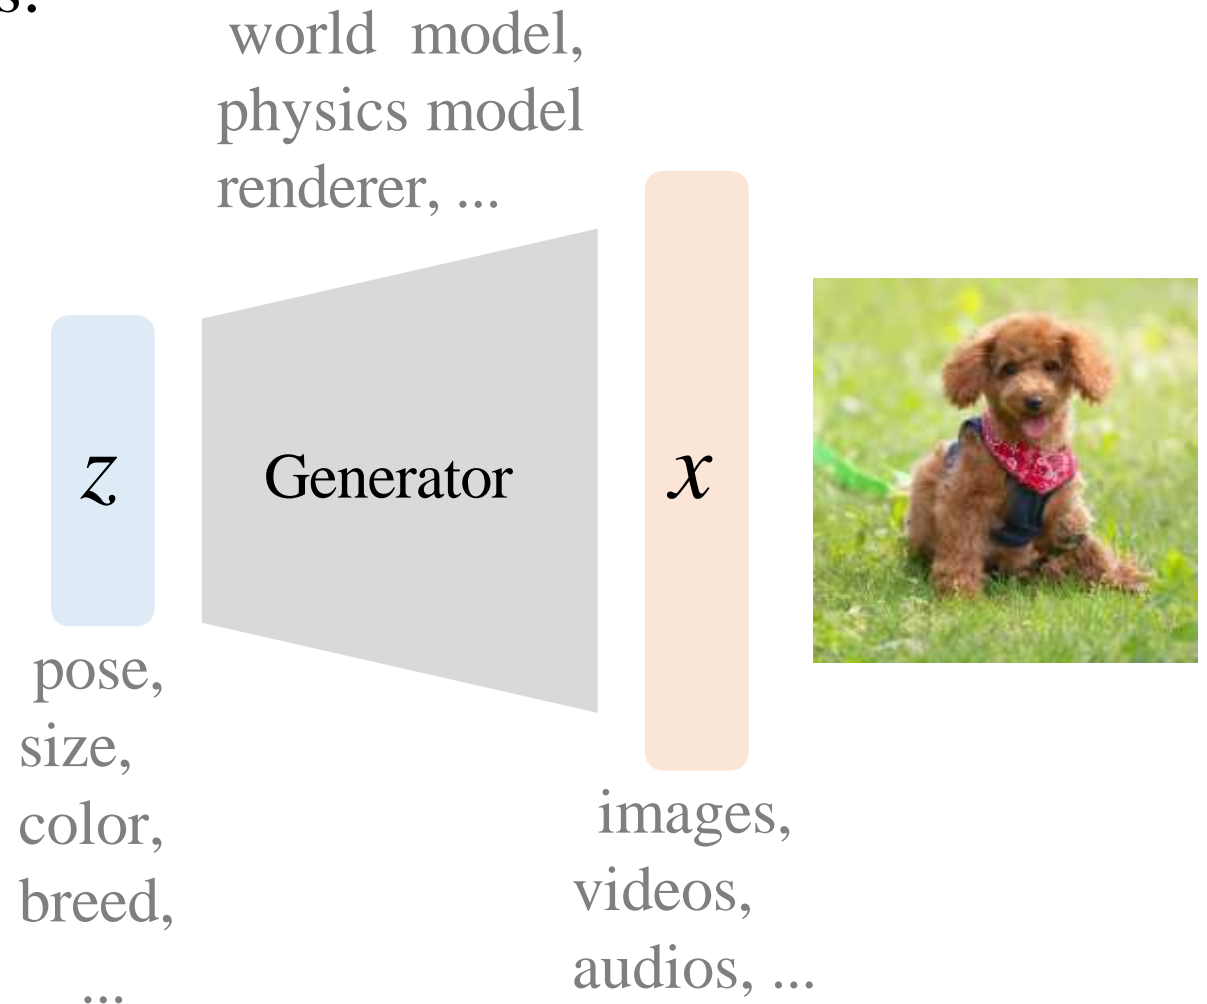 s.
world model,
physics model
renderer, ...
z
Generator
x
pose,
size,
color,
breed,
...
images,
videos,
audios, ...